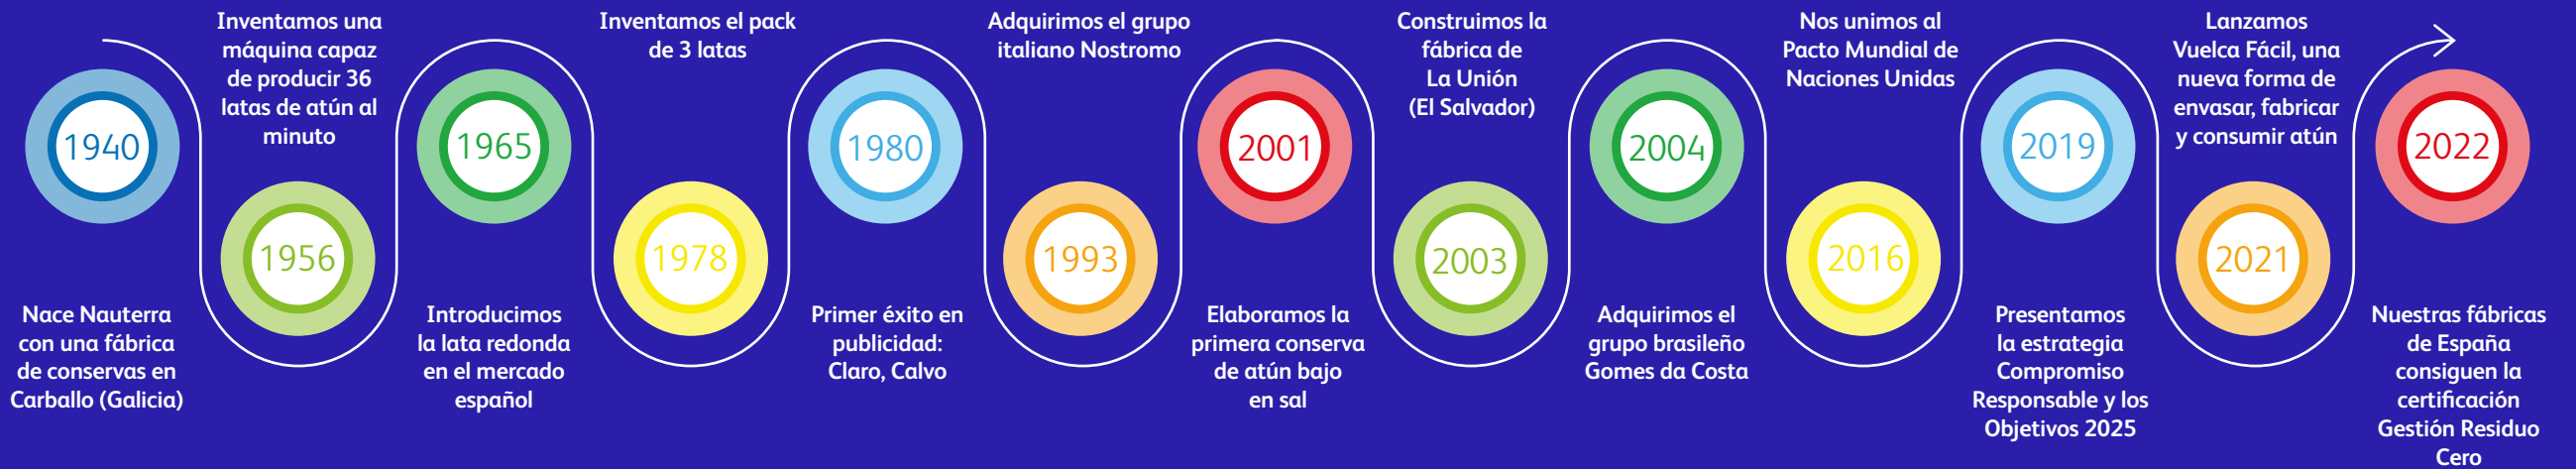 1940
Nace Nauterra
con una fábrica
de conservas en
Carballo (Galicia)
Inventamos una
máquina capaz
de producir 36
latas de atún al
minuto
1956
1965
Introducimos
la lata redonda
en el mercado
español
Inventamos el pack
de 3 latas
1978
1980
Primer éxito en
publicidad:
Claro, Calvo
Adquirimos el grupo
italiano Nostromo
1993
2001
Elaboramos la
primera conserva
de atún bajo
en sal
Construimos la
fábrica de
La Unión
(El Salvador)
2003
2004
Adquirimos el
grupo brasileño
Gomes da Costa
Nos unimos al
Pacto Mundial de
Naciones Unidas
2016
2019
Presentamos
la estrategia
Compromiso
Responsable y los
Objetivos 2025
Lanzamos
Vuelca Fácil, una
nueva forma de
envasar, fabricar
y consumir atún
2021
2022
Nuestras fábricas
de España
consiguen la
certificación
Gestión Residuo
Cero